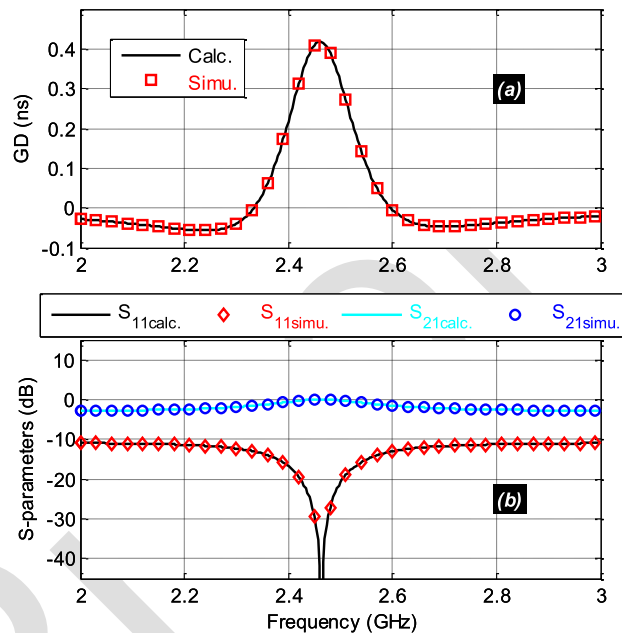 0.4
0.3
0.2
0.1
0
-0.1
GD (ns)
Calc.
Simu.
(a)
2 2.2 2.4 2.6 2.8 3
S11calc. S11simu. S21calc. S21simu.
10
0
-10
-20
-30
-40
S-parameters (dB)
(b)
2 2.2 2.4 2.6 2.8 3
Frequency (GHz)